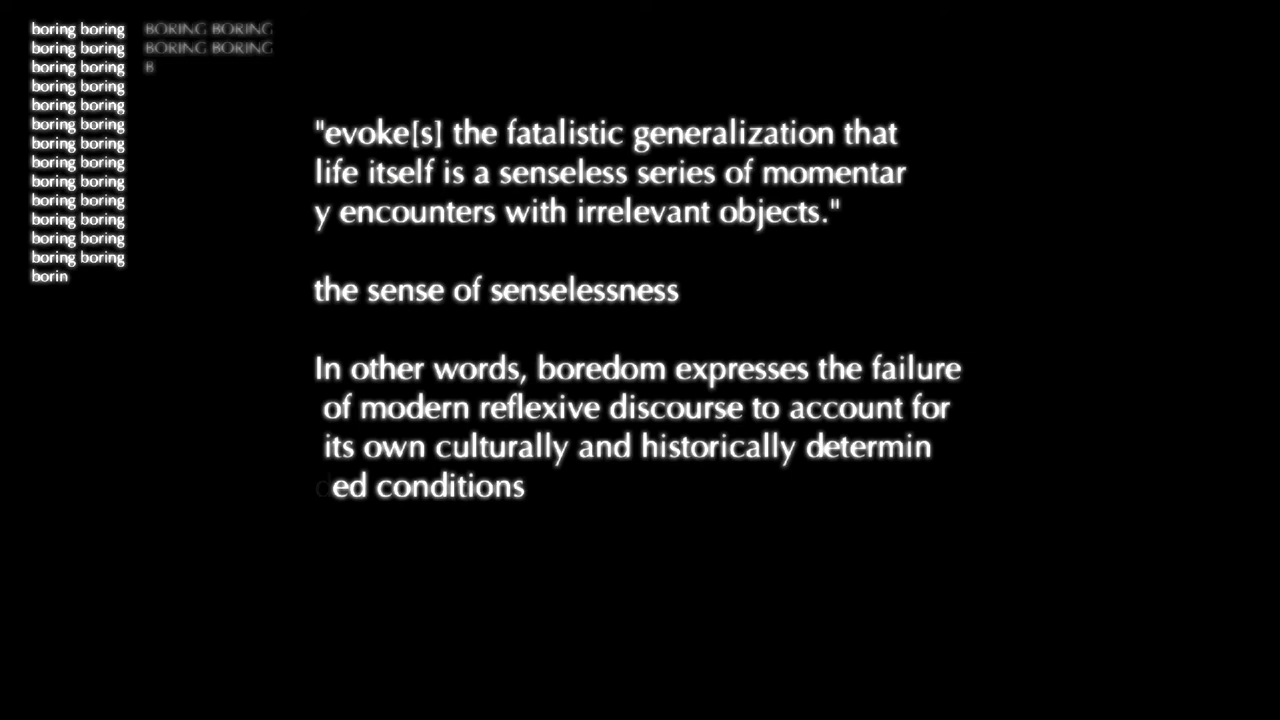 boring boring
boring boring
boring boring
boring boring
boring boring
boring boring
boring boring
boring boring
boring boring
boring boring
boring boring
boring boring
boring boring
borin
BORING BORING
BORING BORING
B
"evoke[s] the fatalistic generalization that
life itself is a senseless series of momentar
y encounters with irrelevant objects."
the sense of senselessness
In other words, boredom expresses the failure
of modern reflexive discourse to account for
its own culturally and historically determin
ded conditions